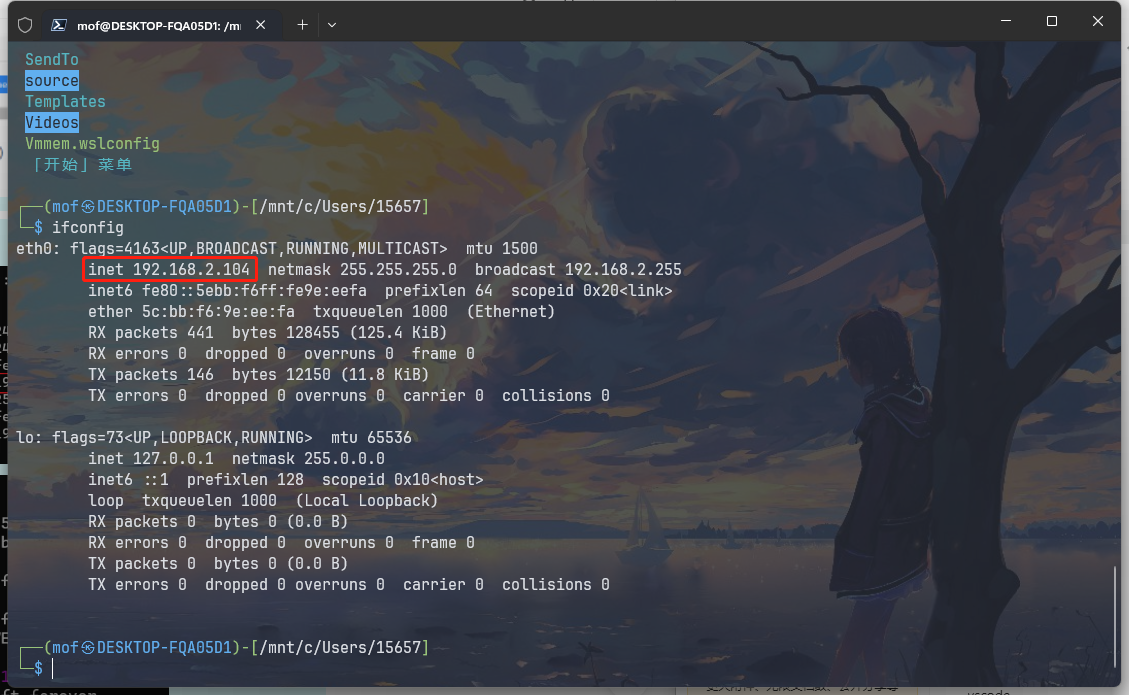 mof@DESKTOP-FQA05D1: /m
SendTo
source
Templates
Videos
Vmmem.wslconfig
「开始」菜单
┌──(mof㉿DESKTOP-FQA05D1)-[/mnt/c/Users/15657]
└─$ ifconfig
eth0: flags=4163<UP,BROADCAST,RUNNING,MULTICAST>  mtu 1500
inet 192.168.2.104  netmask 255.255.255.0  broadcast 192.168.2.255
inet6 fe80::5ebb:f6ff:fe9e:eefa  prefixlen 64  scopeid 0x20<link>
ether 5c:bb:f6:9e:ee:fa  txqueuelen 1000  (Ethernet)
RX packets 441  bytes 128455 (125.4 KiB)
RX errors 0  dropped 0  overruns 0  frame 0
TX packets 146  bytes 12150 (11.8 KiB)
TX errors 0  dropped 0 overruns 0  carrier 0  collisions 0
lo: flags=73<UP,LOOPBACK,RUNNING>  mtu 65536
inet 127.0.0.1  netmask 255.0.0.0
inet6 ::1  prefixlen 128  scopeid 0x10<host>
loop  txqueuelen 1000  (Local Loopback)
RX packets 0  bytes 0 (0.0 B)
RX errors 0  dropped 0  overruns 0  frame 0
TX packets 0  bytes 0 (0.0 B)
TX errors 0  dropped 0 overruns 0  carrier 0  collisions 0
┌──(mof㉿DESKTOP-FQA05D1)-[/mnt/c/Users/15657]
└─$